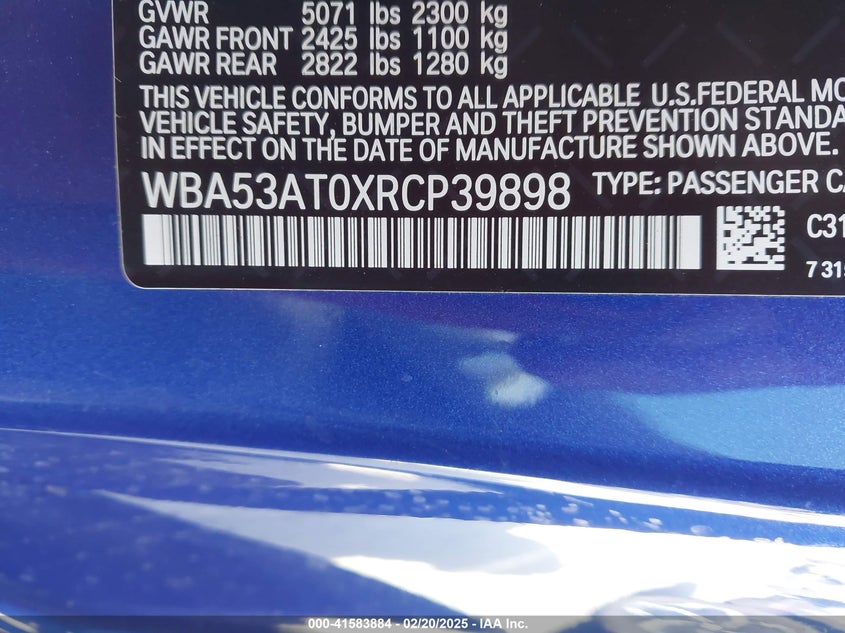 GVWR 5071 lbs 2300 kg
GAWR FRONT 2425 lbs 1100 kg
GAWR REAR 2822 lbs 1280 kg
THIS VEHICLE CONFORMS TO ALL APPLICABLE U.S.FEDERAL MO
VEHICLE SAFETY, BUMPER AND THEFT PREVENTION STANDA
IN EFFECT ON THE DATE OF MANUFACTURE SHOWN ABOVE.
WBA53AT0XRCP39898 TYPE: PASSENGER CA
C31
7315
000-41583884 - 02/20/2025 - IAA Inc.